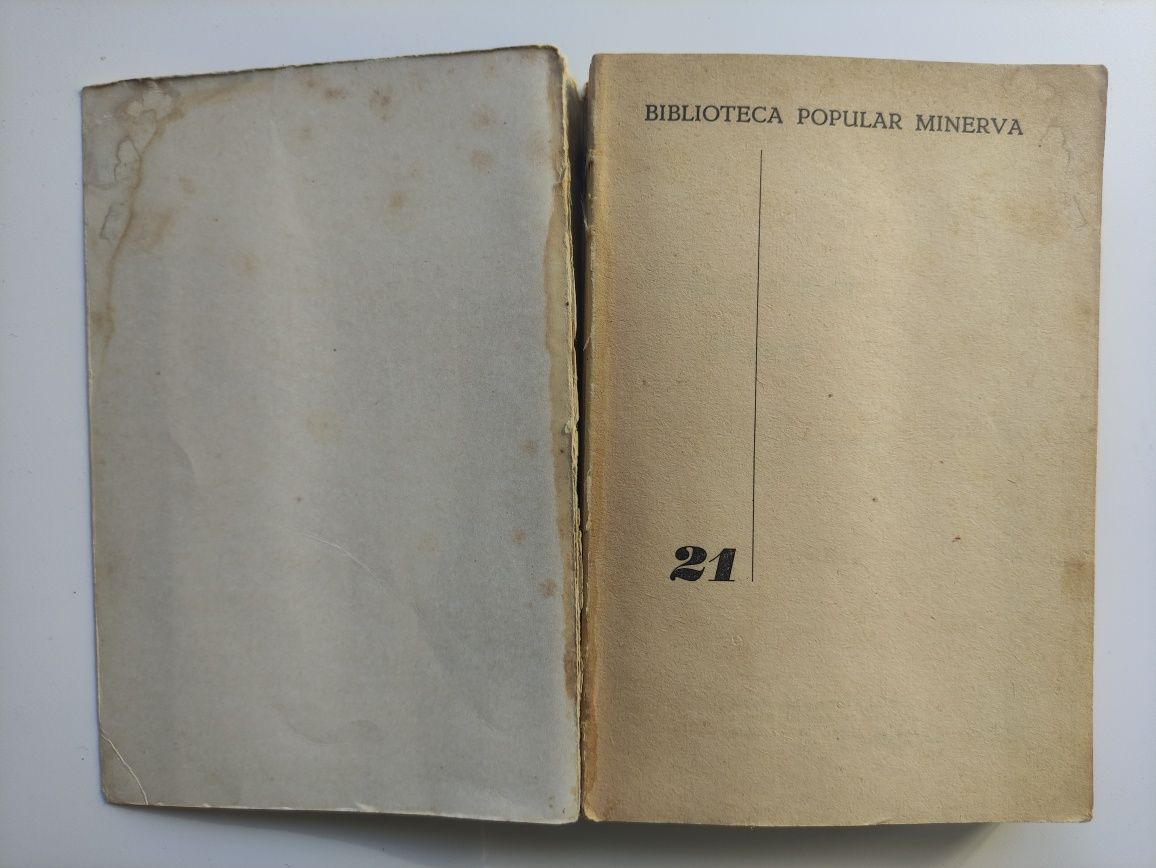 BIBLIOTECA POPULAR MINERVA
21